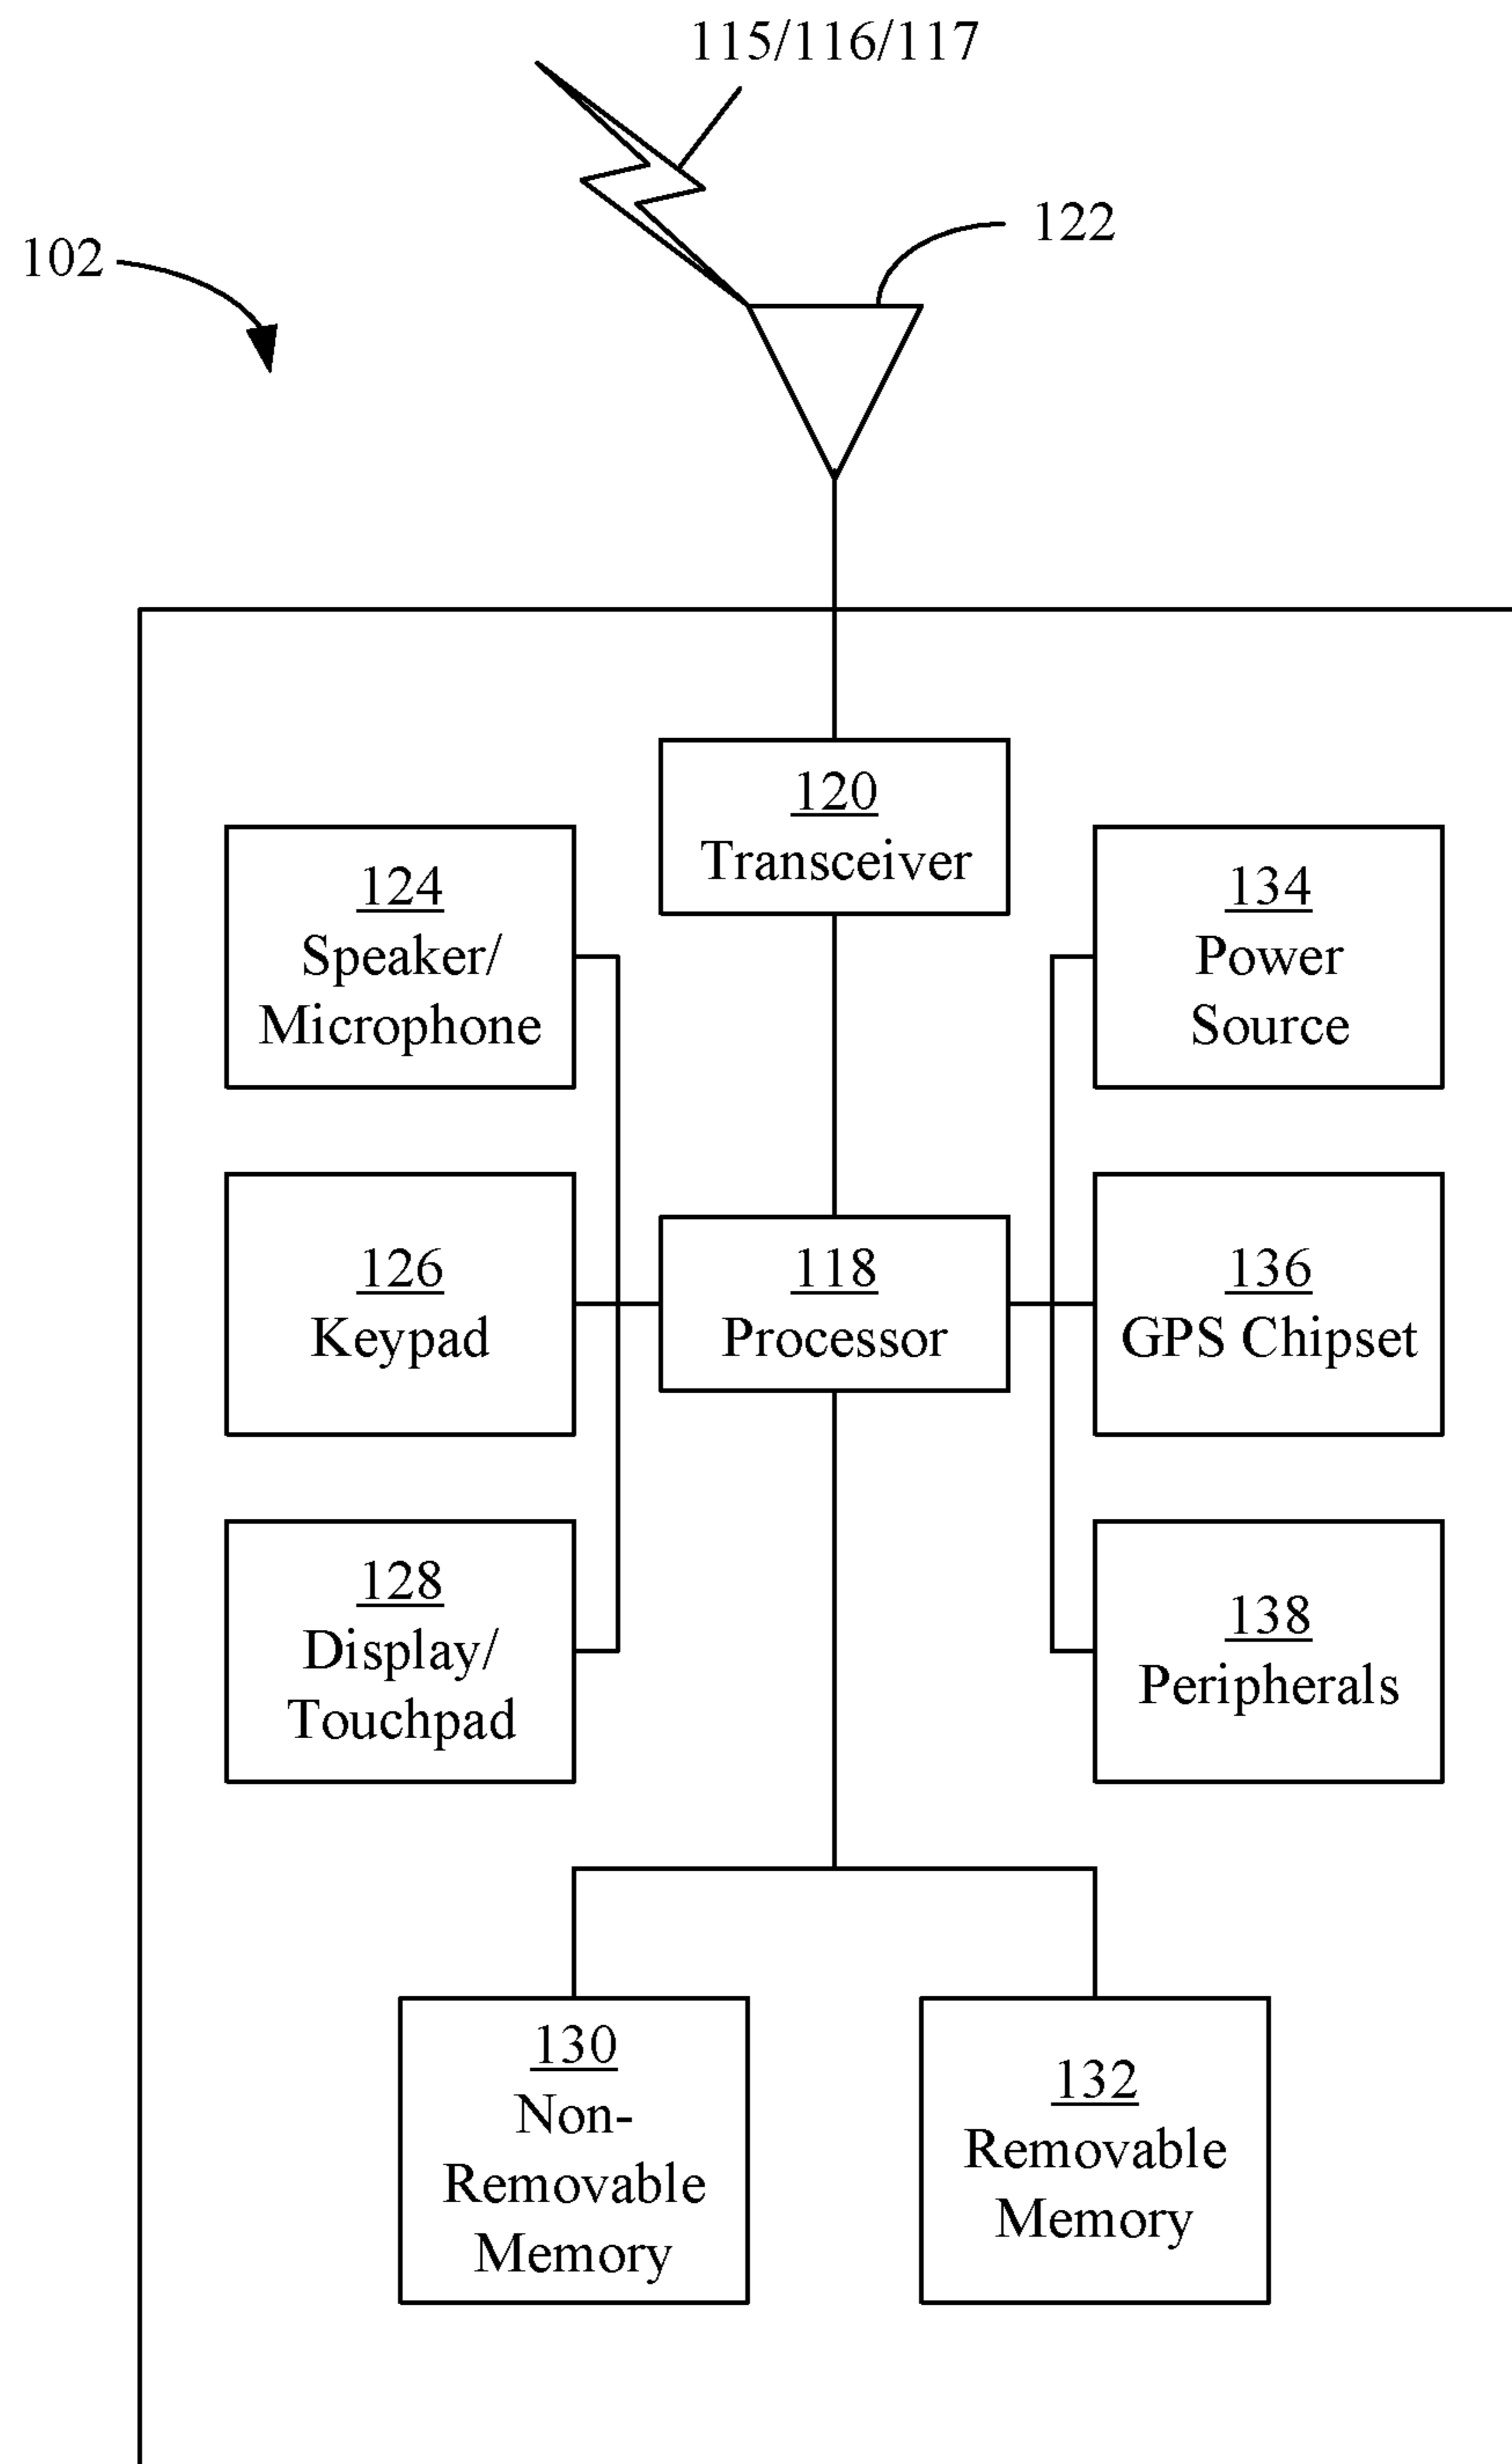 115/116/117
122
102
120
Transceiver
124
Speaker/
Microphone
134
Power
Source
126
Keypad
118
Processor
136
GPS Chipset
128
Display/
Touchpad
138
Peripherals
130
Non-
Removable
Memory
132
Removable
Memory